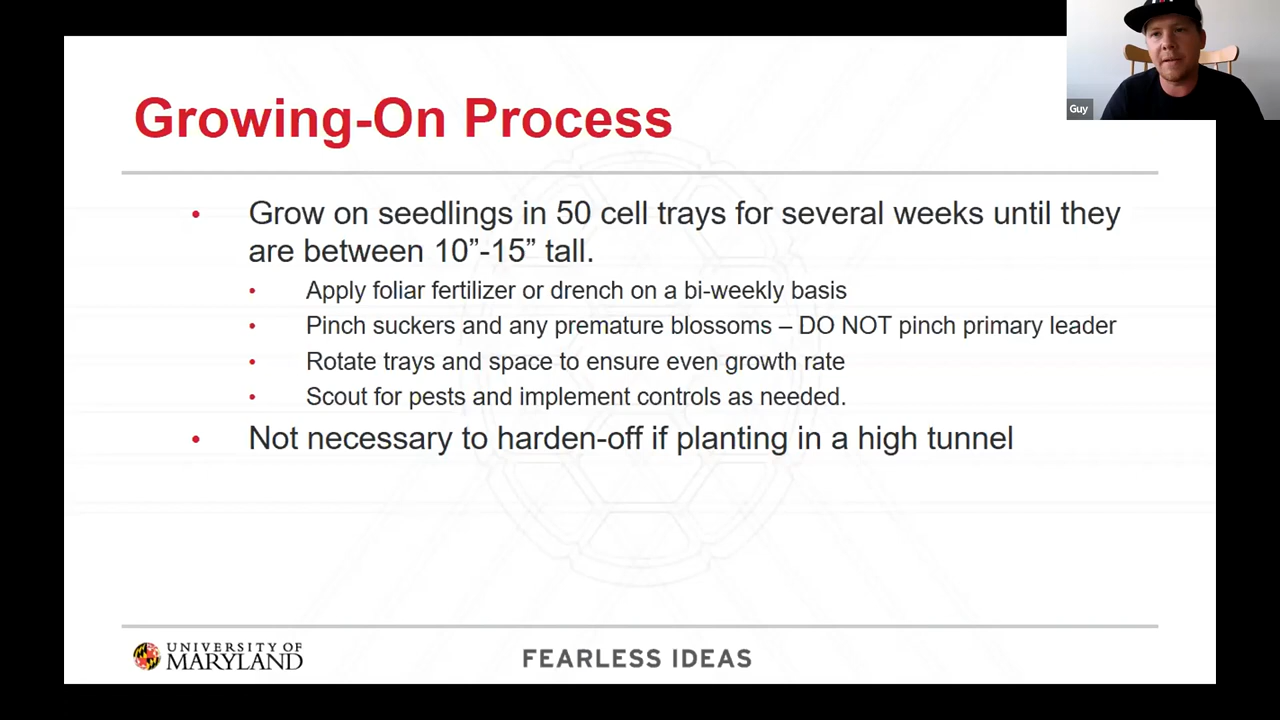 Growing-On Process
Guy
• Grow on seedlings in 50 cell trays for several weeks until they
are between 10”-15” tall.
• Apply foliar fertilizer or drench on a bi-weekly basis
• Pinch suckers and any premature blossoms – DO NOT pinch primary leader
• Rotate trays and space to ensure even growth rate
• Scout for pests and implement controls as needed.
• Not necessary to harden-off if planting in a high tunnel
UNIVERSITY OF
MARYLAND
FEARLESS IDEAS